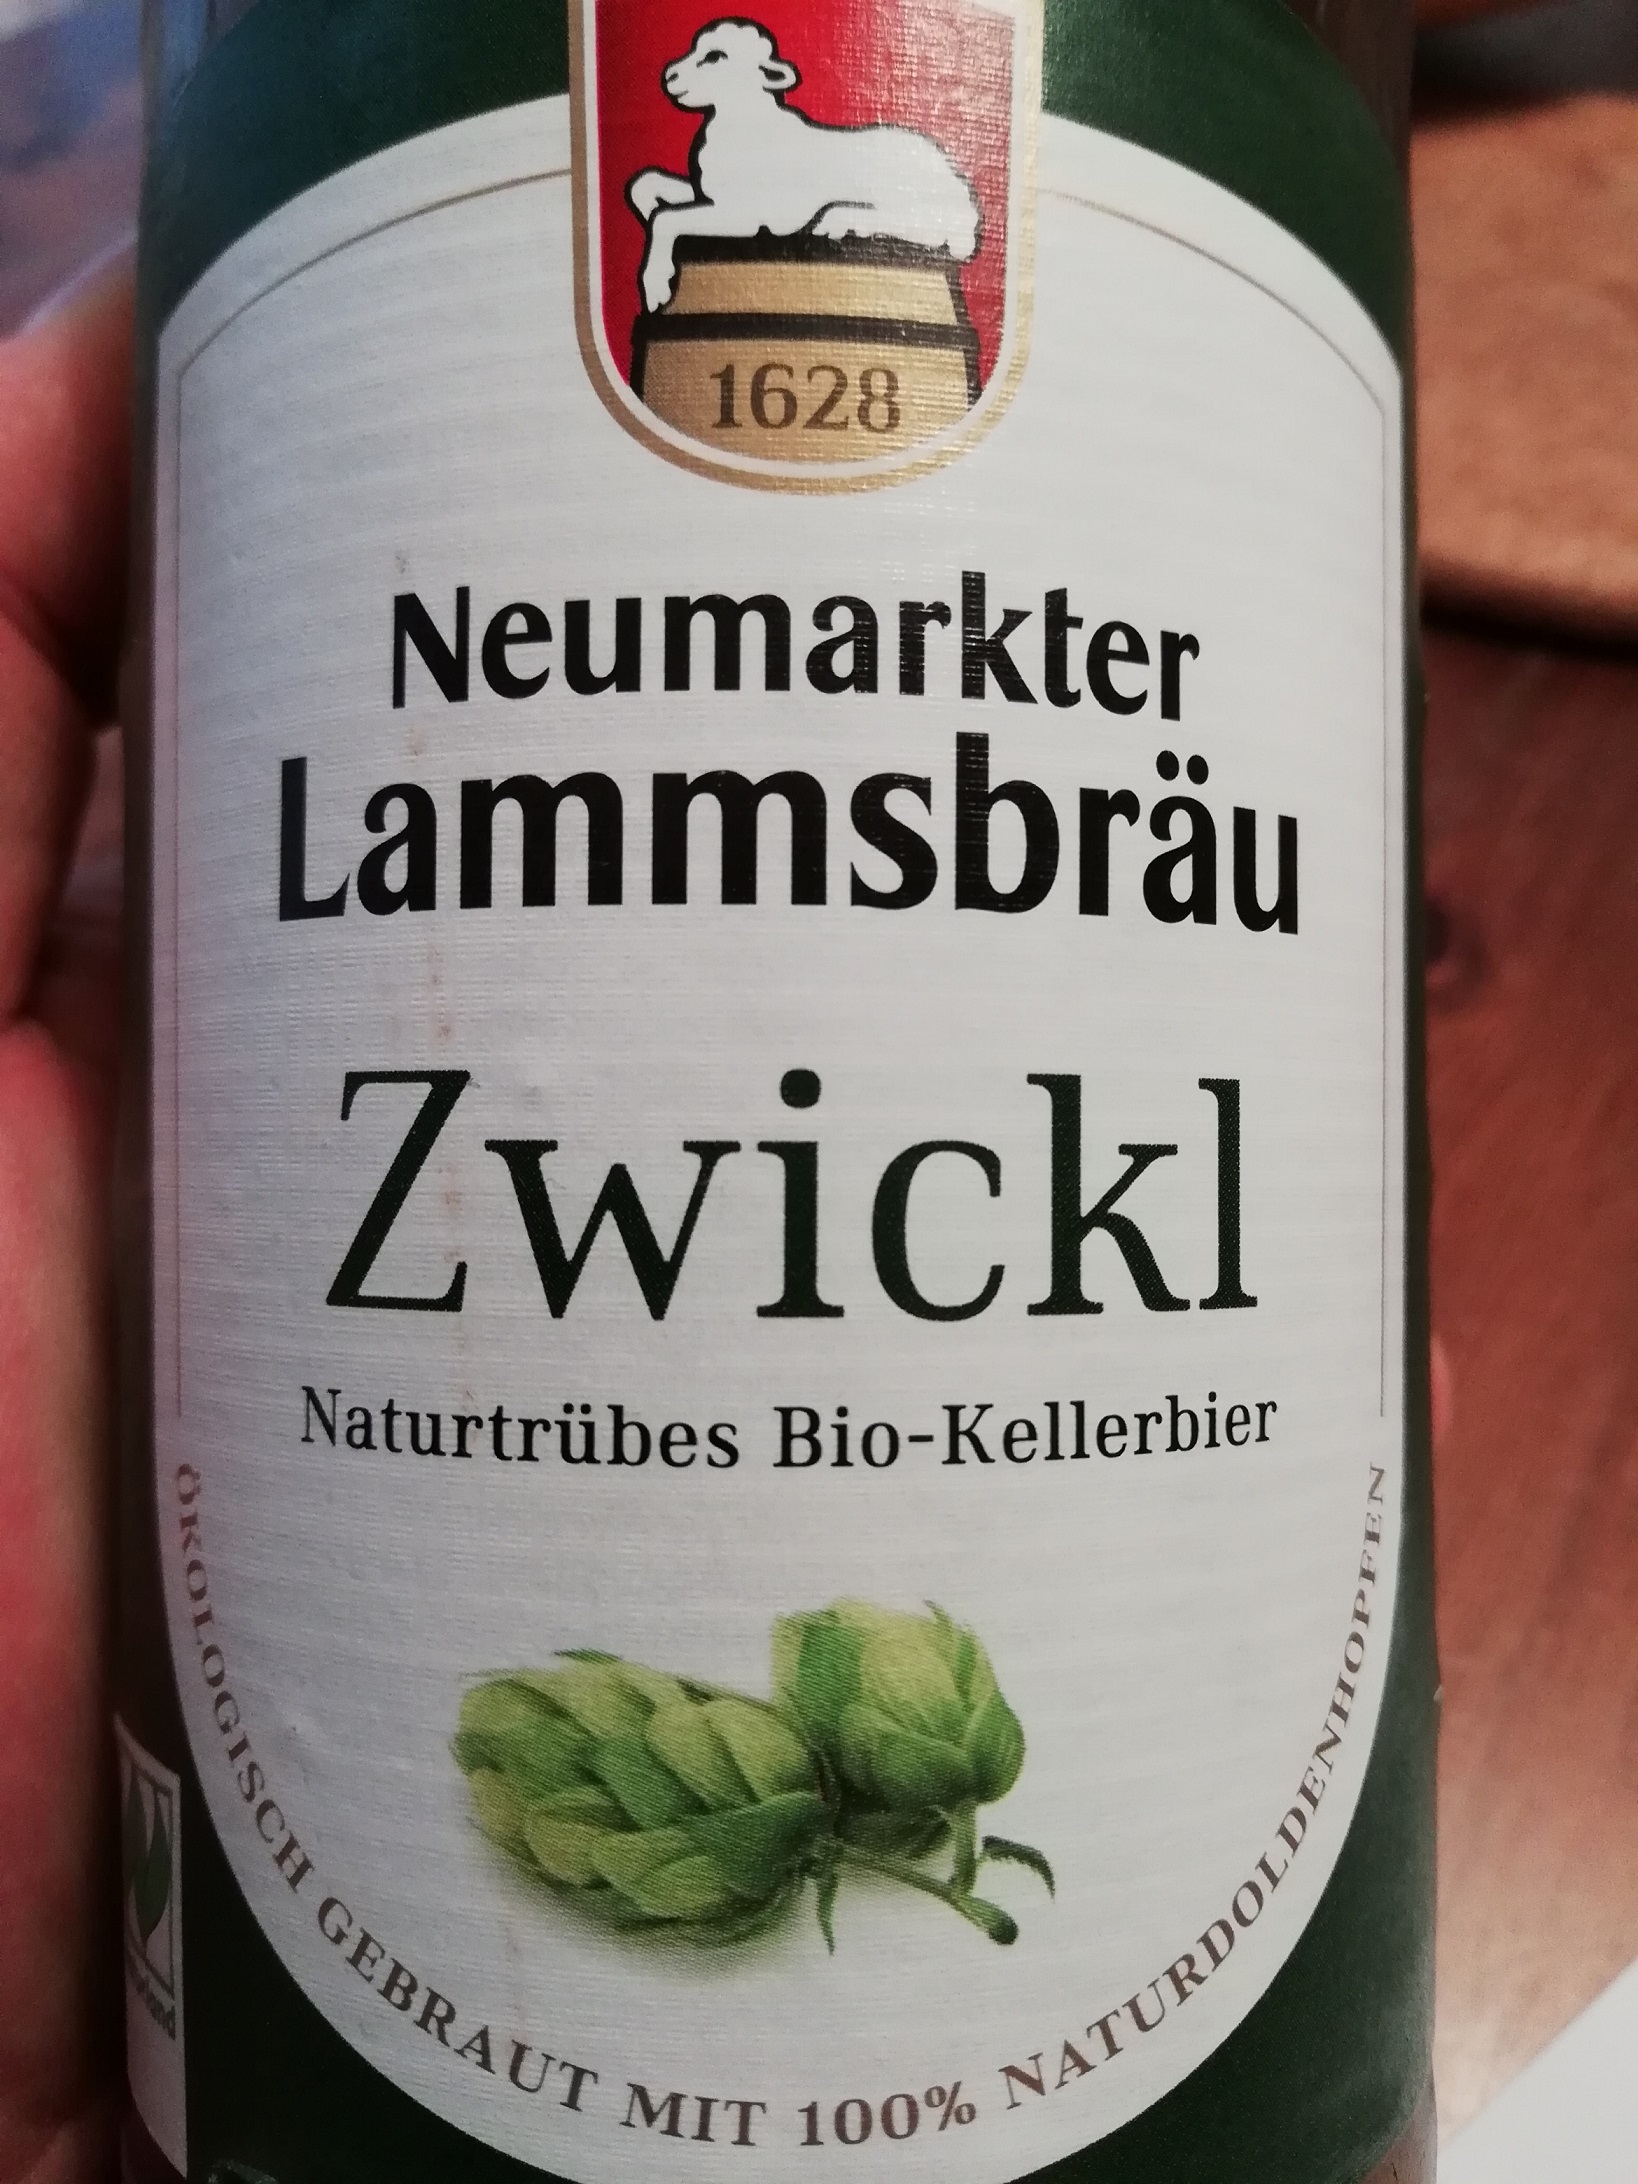 1628
Neumarkter
Lammsbräu
Zwickl
Naturtrübes Bio-Kellerbier
ÖKOLOGISCH GEBRAUT MIT 100% NATURDOLDENHOPFEN